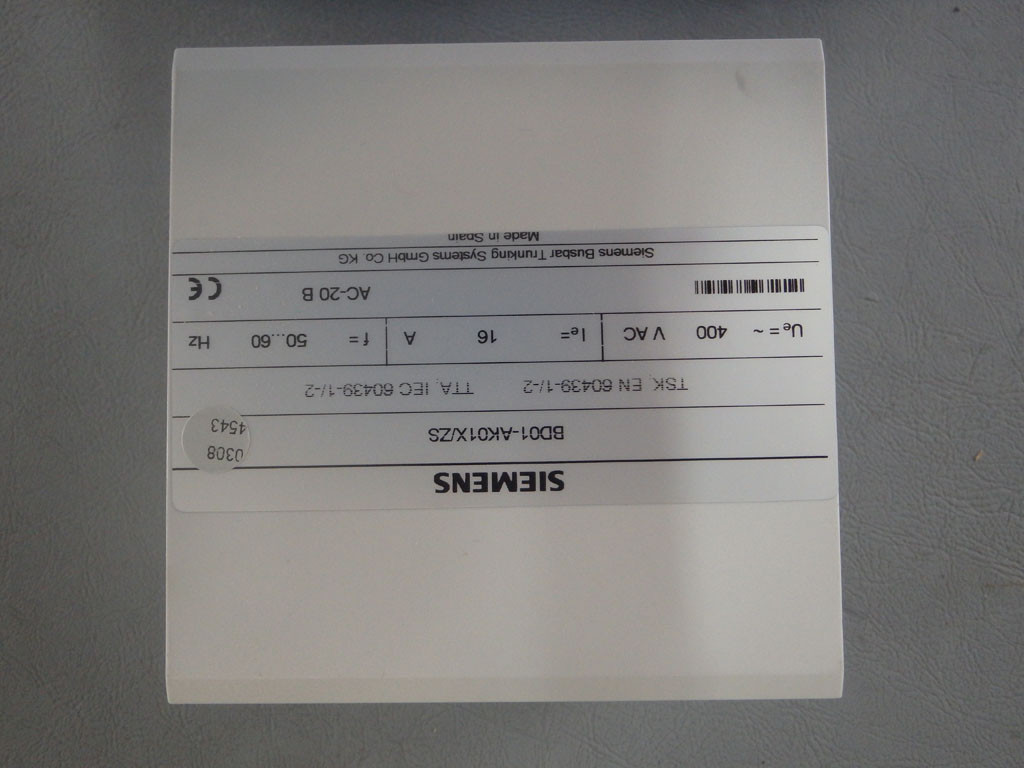 SIEMENS
BD01-AK01X/ZS
0308
4543
TSK. EN 60439-1/-2 TTA. IEC 60439-1/-2
Ue = ~ 400 V AC Ie= 16 A f = 50...60 Hz
AC-20 B CE
Siemens Busbar Trunking Systems GmbH Co. KG
Made in Spain